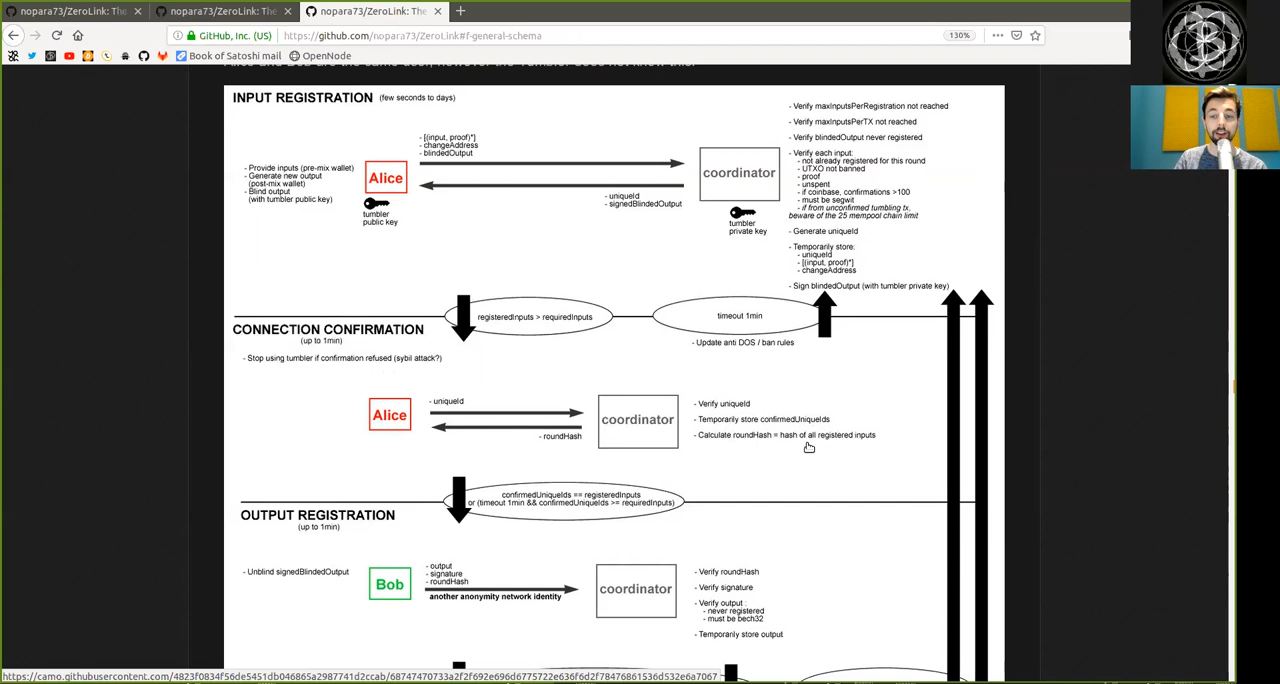 nopara73/ZeroLink: The
nopara73/ZeroLink: The
nopara73/ZeroLink: The
GitHub, Inc. (US)
https://github.com/nopara73/ZeroLink#f-general-schema
130%
Book of Satoshi mail
OpenNode
INPUT REGISTRATION (few seconds to days)
- Provide inputs (pre-mix wallet)
- Generate new output
(post-mix wallet)
- Blind output
(with tumbler public key)
Alice
tumbler
public key
- [(input, proof)*]
- changeAddress
- blindedOutput
- uniqueId
- signedBlindedOutput
coordinator
tumbler
private key
- Verify maxInputsPerRegistration not reached
- Verify maxInputsPerTX not reached
- Verify blindedOutput never registered
- Verify each input:
- not already registered for this round
- UTXO not banned
- proof
- unspent
- if coinbase, confirmations >100
- must be segwit
- if from unconfirmed tumbling tx,
beware of the 25 mempool chain limit
- Generate uniqueId
- Temporarily store:
- uniqueId
- [(input, proof)*]
- changeAddress
- Sign blindedOutput (with tumbler private key)
registeredInputs > requiredInputs
timeout 1min
CONNECTION CONFIRMATION
(up to 1min)
- Update anti DOS / ban rules
- Stop using tumbler if confirmation refused (sybil attack?)
Alice
- uniqueId
- roundHash
coordinator
- Verify uniqueId
- Temporarily store confirmedUniqueIds
- Calculate roundHash = hash of all registered inputs
confirmedUniqueIds == registeredInputs
or (timeout 1min && confirmedUniqueIds >= requiredInputs)
OUTPUT REGISTRATION
(up to 1min)
- Unblind signedBlindedOutput
Bob
- output
- signature
- roundHash
another anonymity network identity
coordinator
- Verify roundHash
- Verify signature
- Verify output :
- never registered
- must be bech32
- Temporarily store output